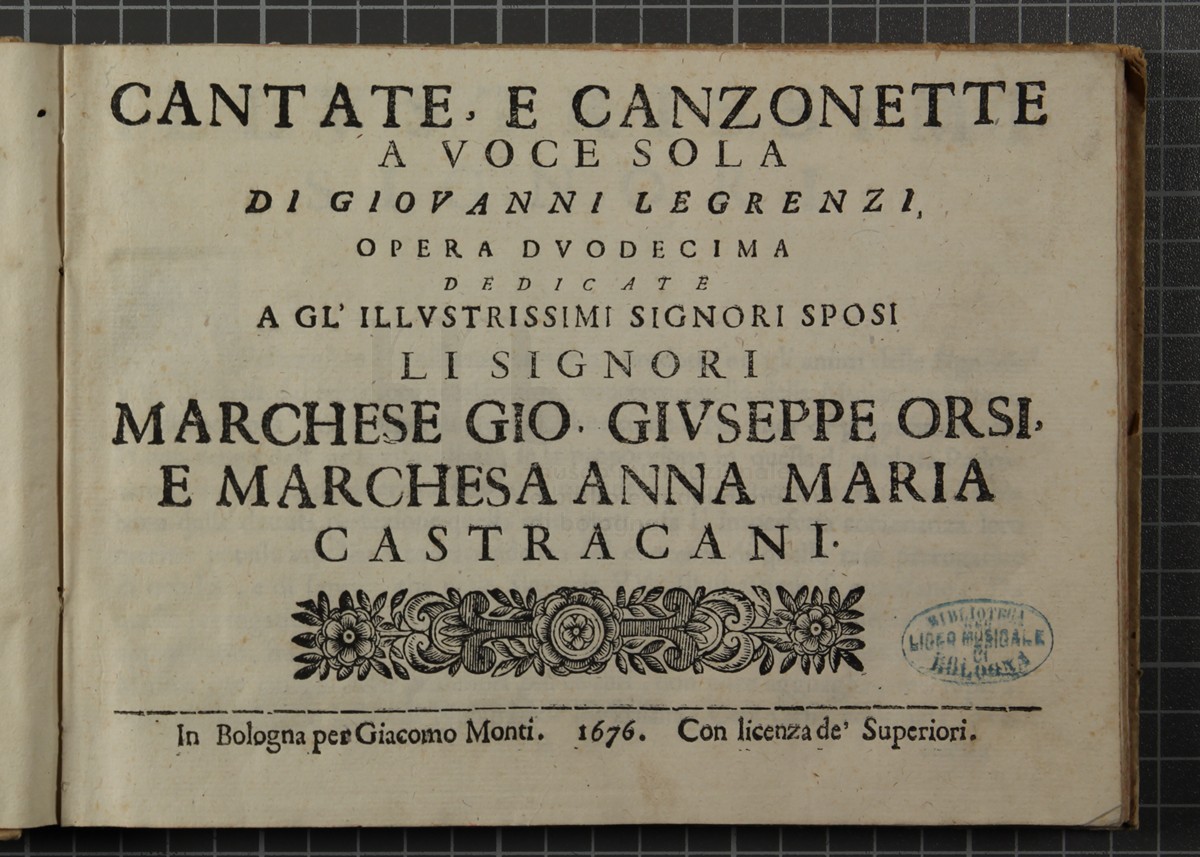 CANTATE, E CANZONETTE
A VOCE SOLA
DI GIOVANNI LEGRENZI,
OPERA DVODECIMA
DEDICATE
A GL' ILLVSTRISSIMI SIGNORI SPOSI
LI SIGNORI
MARCHESE GIO. GIVSEPPE ORSI,
E MARCHESA ANNA MARIA
CASTRACANI.
BIBLIOTECA
DEL
LICEO MUSICALE
DI
BOLOGNA
In Bologna per Giacomo Monti. 1676. Con licenza de' Superiori.